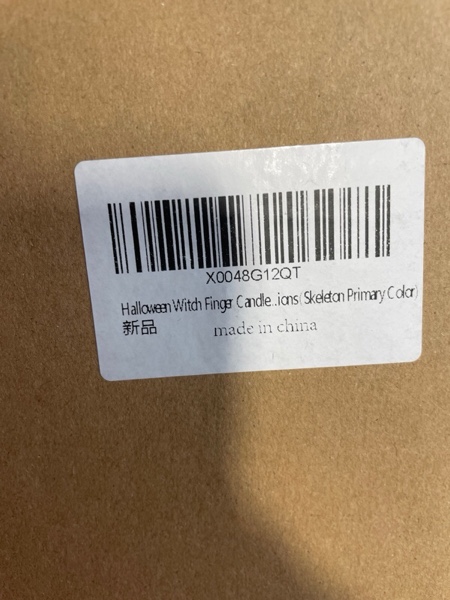 X0048G12QT
Halloween Witch Finger Candle...ions (Skeleton Primary Color)
新品
made in china